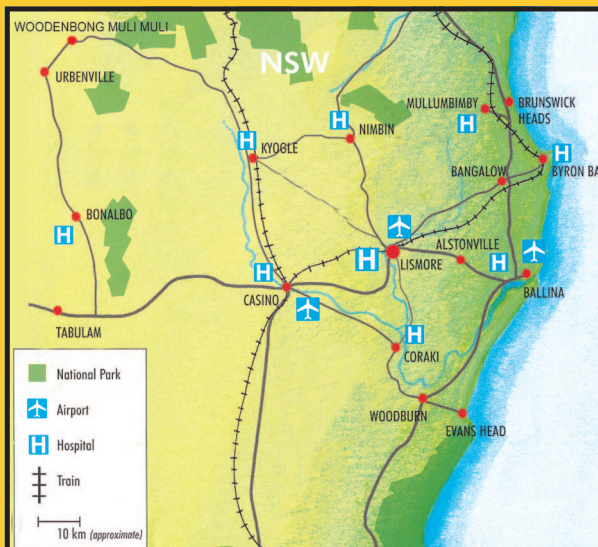 WOODENBONG MULI MULI
NSW
URBENVILLE
MULLUMBIMBY
BRUNSWICK
HEADS
NIMBIN
KYOGLE
BANGALOW
BYRON BA
BONALBO
ALSTONVILLE
H
H
H
H
H
H
H
H
H
LISMORE
CASINO
BALLINA
TABULAM
CORAKI
WOODBURN
EVANS HEAD
National Park
Airport
H
Hospital
Train
10 km (approximate)